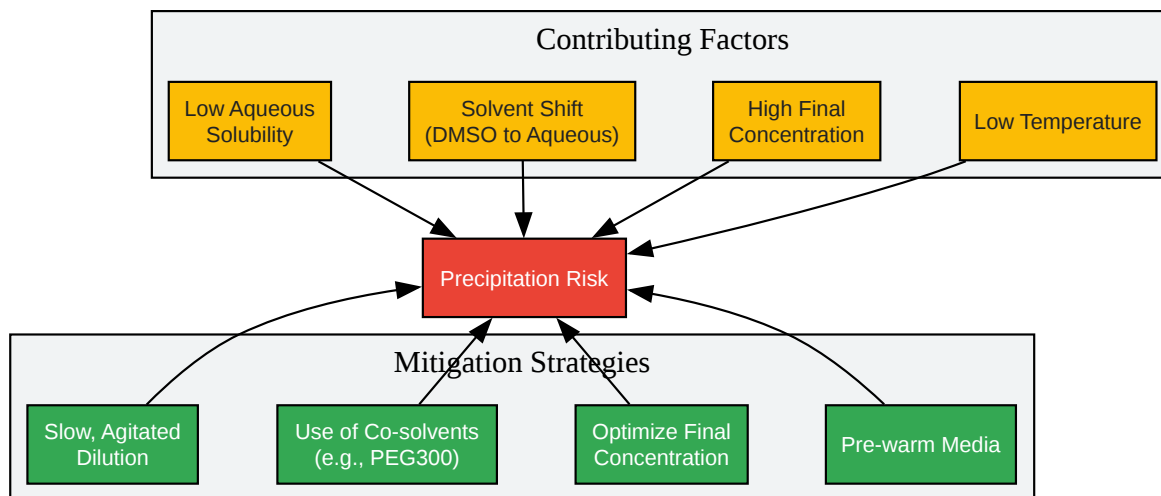 Contributing Factors
Low Aqueous
Solubility
Solvent Shift
(DMSO to Aqueous)
High Final
Concentration
Low Temperature
Precipitation Risk
Mitigation Strategies
Slow, Agitated
Dilution
Use of Co-solvents
(e.g., PEG300)
Optimize Final
Concentration
Pre-warm Media